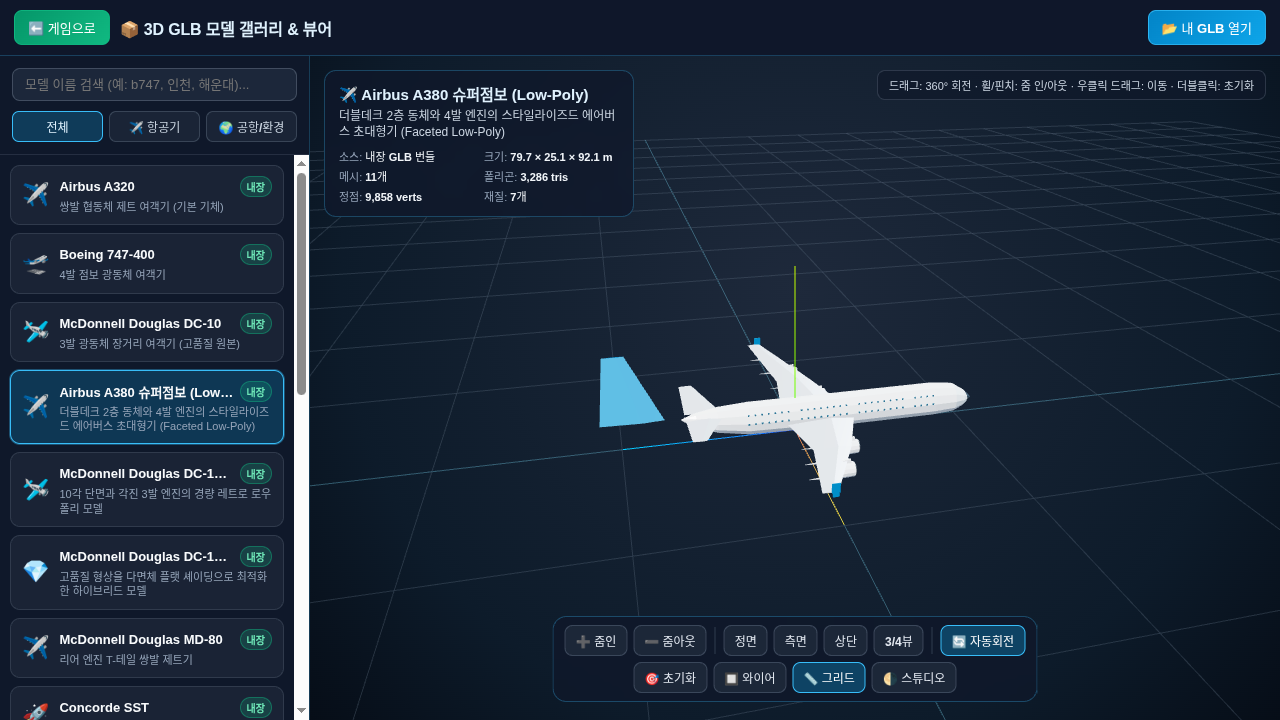 ⬅️ 게임으로
📦 3D GLB 모델 갤러리 & 뷰어
📂 내 GLB 열기
모델 이름 검색 (예: b747, 인천, 해운대)...
전체
✈️ 항공기
🌍 공항/환경
Airbus A320
내장
쌍발 협동체 제트 여객기 (기본 기체)
Boeing 747-400
내장
4발 점보 광동체 여객기
McDonnell Douglas DC-10
내장
3발 광동체 장거리 여객기 (고품질 원본)
Airbus A380 슈퍼점보 (Low...
내장
더블데크 2층 동체와 4발 엔진의 스타일라이즈
드 에어버스 초대형기 (Faceted Low-Poly)
McDonnell Douglas DC-1...
내장
10각 단면과 각진 3발 엔진의 경량 레트로 로우
폴리 모델
McDonnell Douglas DC-1...
내장
고품질 형상을 다면체 플랫 셰이딩으로 최적화
한 하이브리드 모델
McDonnell Douglas MD-80
내장
리어 엔진 T-테일 쌍발 제트기
Concorde SST
내장
✈️ Airbus A380 슈퍼점보 (Low-Poly)
더블데크 2층 동체와 4발 엔진의 스타일라이즈드 에어버
스 초대형기 (Faceted Low-Poly)
소스: 내장 GLB 번들
크기: 79.7 × 25.1 × 92.1 m
메시: 11개
폴리곤: 3,286 tris
정점: 9,858 verts
재질: 7개
드래그: 360° 회전 · 휠/핀치: 줌 인/아웃 · 우클릭 드래그: 이동 · 더블클릭: 초기화
➕ 줌인
➖ 줌아웃
정면
측면
상단
3/4뷰
🔄 자동회전
🎯 초기화
🔲 와이어
📏 그리드
🌗 스튜디오